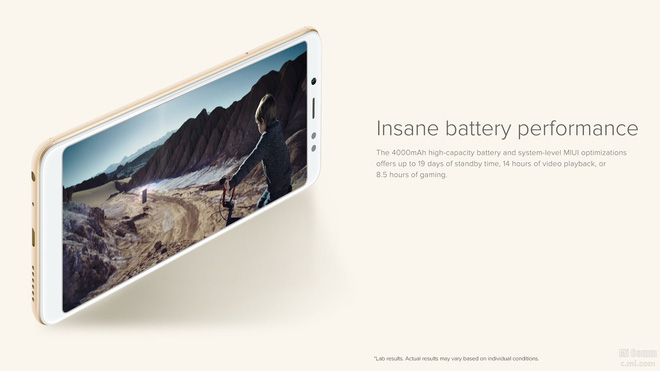 Insane battery performance
The 4000mAh high-capacity battery and system-level MIUI optimizations
offers up to 19 days of standby time, 14 hours of video playback, or
8.5 hours of gaming.
*Lab results. Actual results may vary based on individual conditions.
c.mi.com